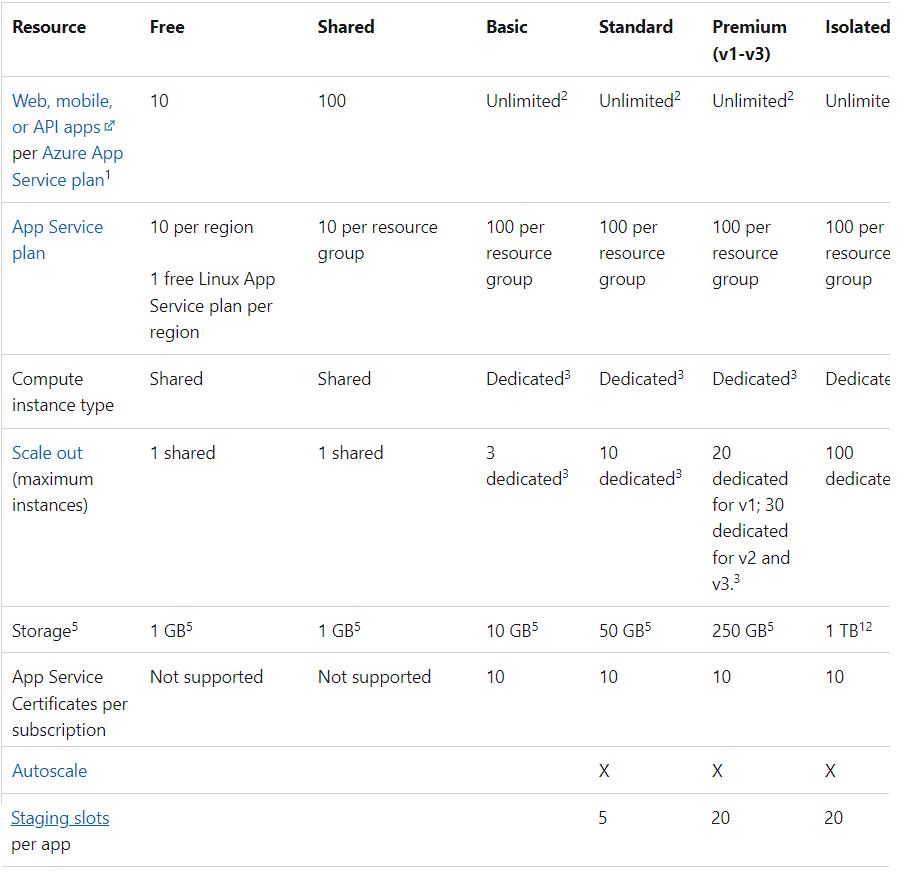 Resource Free Shared Basic Standard Premium (v1-v3) Isolated
Web, mobile, or API apps per Azure App Service plan¹ 10 100 Unlimited² Unlimited² Unlimited² Unlimite
App Service plan 10 per region 1 free Linux App Service plan per region 10 per resource group 100 per resource group 100 per resource group 100 per resource group 100 per resource group
Compute instance type Shared Shared Dedicated³ Dedicated³ Dedicated³ Dedicate
Scale out (maximum instances) 1 shared 1 shared 3 dedicated³ 10 dedicated³ 20 dedicated for v1; 30 dedicated for v2 and v3.³ 100 dedicate
Storage⁵ 1 GB⁵ 1 GB⁵ 10 GB⁵ 50 GB⁵ 250 GB⁵ 1 TB¹²
App Service Certificates per subscription Not supported Not supported 10 10 10 10
Autoscale X X X
Staging slots per app 5 20 20